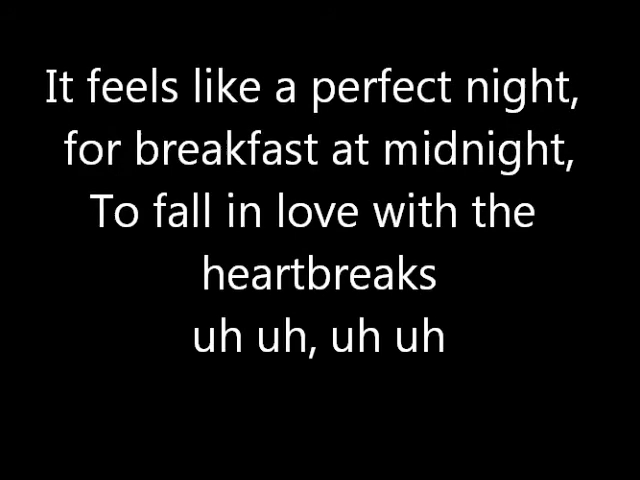 It feels like a perfect night,
for breakfast at midnight,
To fall in love with the
heartbreaks
uh uh, uh uh